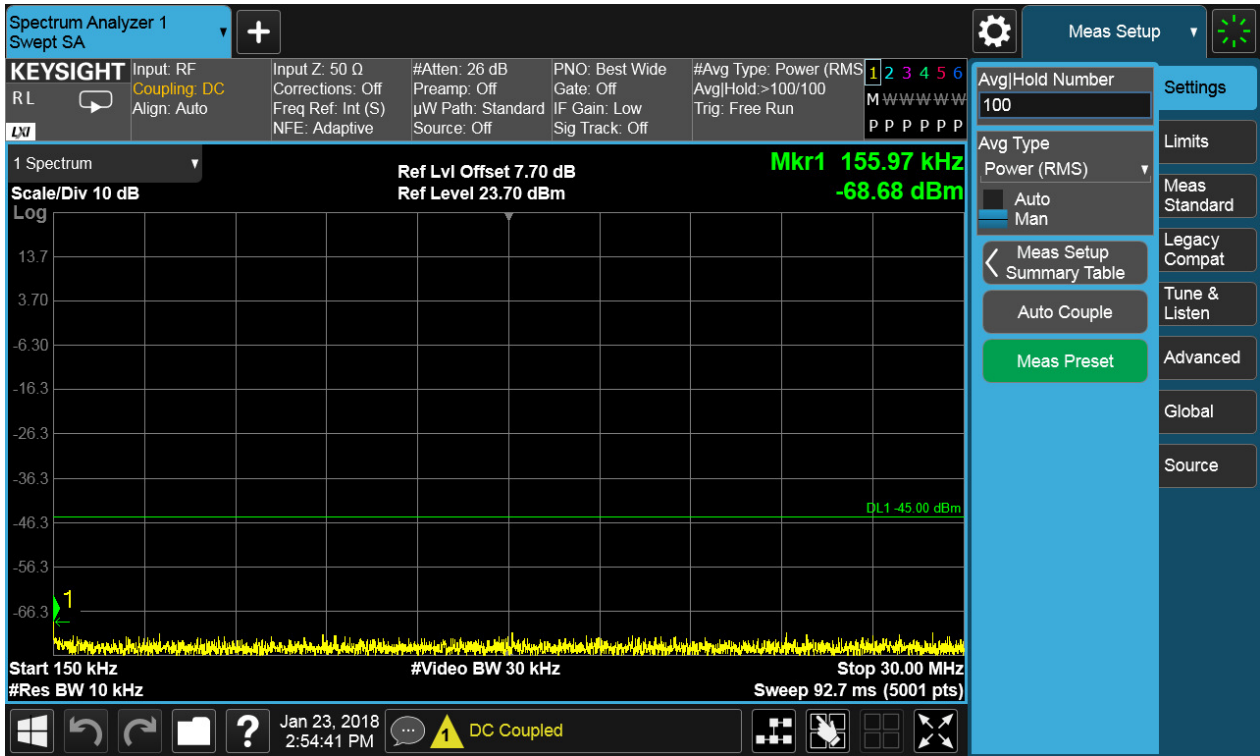 Spectrum Analyzer 1
Swept SA
+
Meas Setup
KEYSIGHT
R L
LXI
Input: RF
Coupling: DC
Align: Auto
Input Z: 50 Ω
Corrections: Off
Freq Ref: Int (S)
NFE: Adaptive
#Atten: 26 dB
Preamp: Off
µW Path: Standard
Source: Off
PNO: Best Wide
Gate: Off
IF Gain: Low
Sig Track: Off
#Avg Type: Power (RMS
Avg|Hold:>100/100
Trig: Free Run
1 2 3 4 5 6
M W W W W W
P P P P P P
1 Spectrum
Scale/Div 10 dB
Log
Ref Lvl Offset 7.70 dB
Ref Level 23.70 dBm
Mkr1 155.97 kHz
-68.68 dBm
13.7
3.70
-6.30
-16.3
-26.3
-36.3
-46.3
-56.3
-66.3
DL1 -45.00 dBm
1
Start 150 kHz
#Video BW 30 kHz
Stop 30.00 MHz
#Res BW 10 kHz
Sweep 92.7 ms (5001 pts)
Avg|Hold Number
100
Avg Type
Power (RMS)
Auto
Man
Meas Setup
Summary Table
Auto Couple
Meas Preset
Settings
Limits
Meas
Standard
Legacy
Compat
Tune &
Listen
Advanced
Global
Source
?
Jan 23, 2018
2:54:41 PM
1
DC Coupled